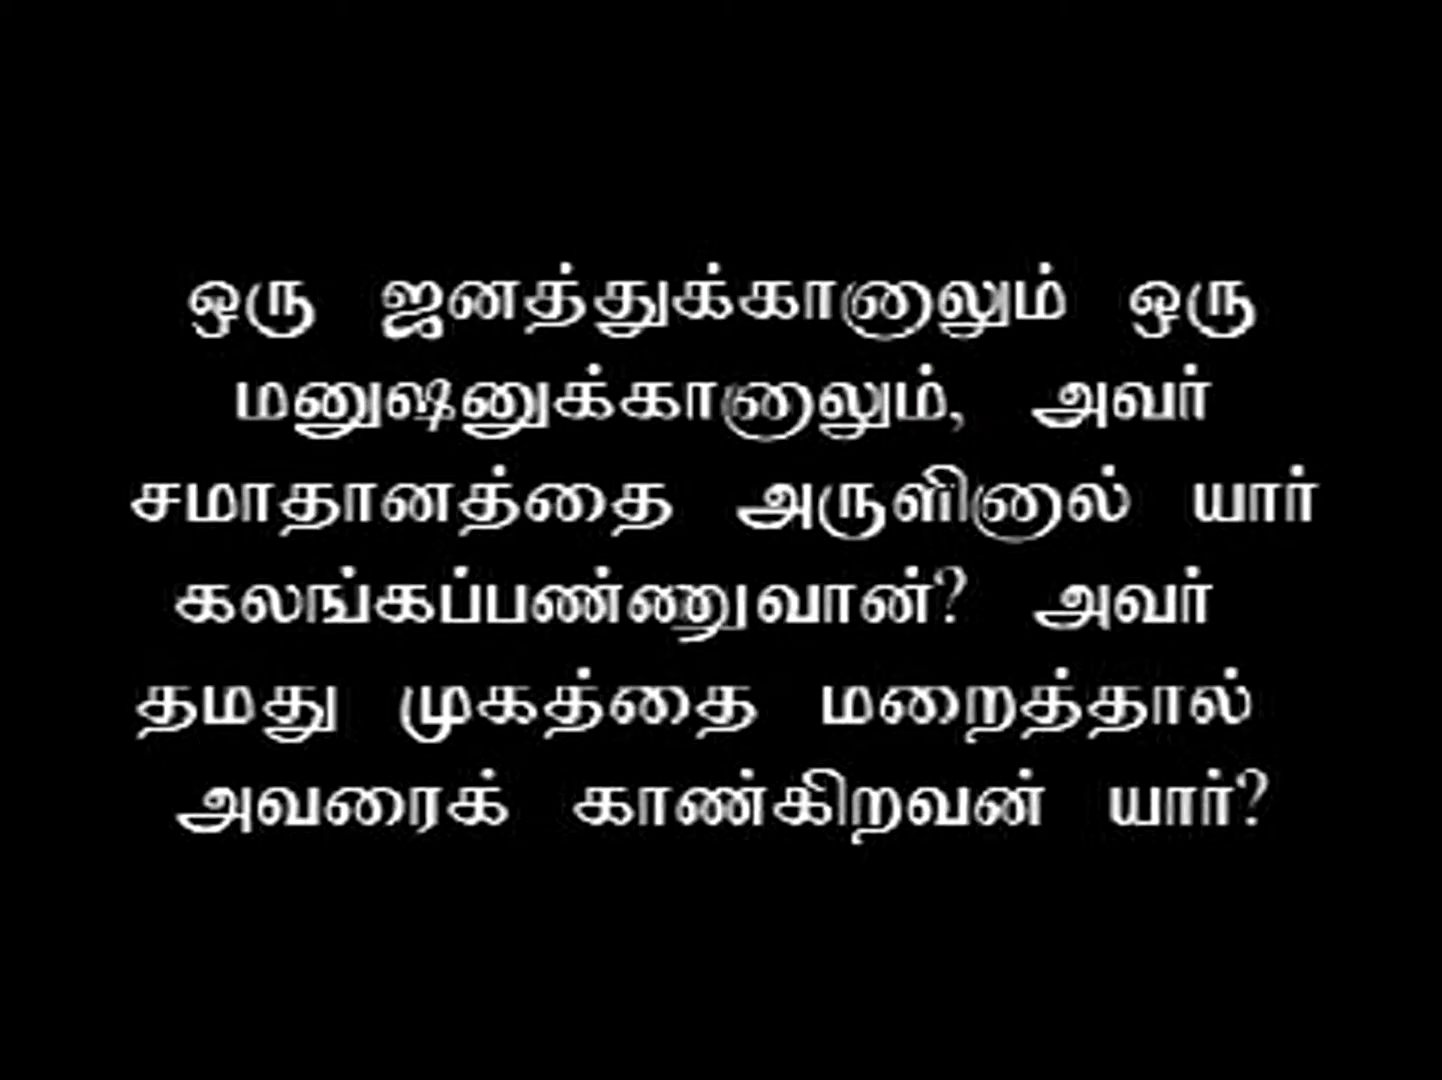 ஒரு ஜனத்துக்கானாலும் ஒரு
மனுஷனுக்கானாலும், அவர்
சமாதானத்தை அருளினால் யார்
கலங்கப்பண்ணுவான்? அவர்
தமது முகத்தை மறைத்தால்
அவரைக் காண்கிறவன் யார்?